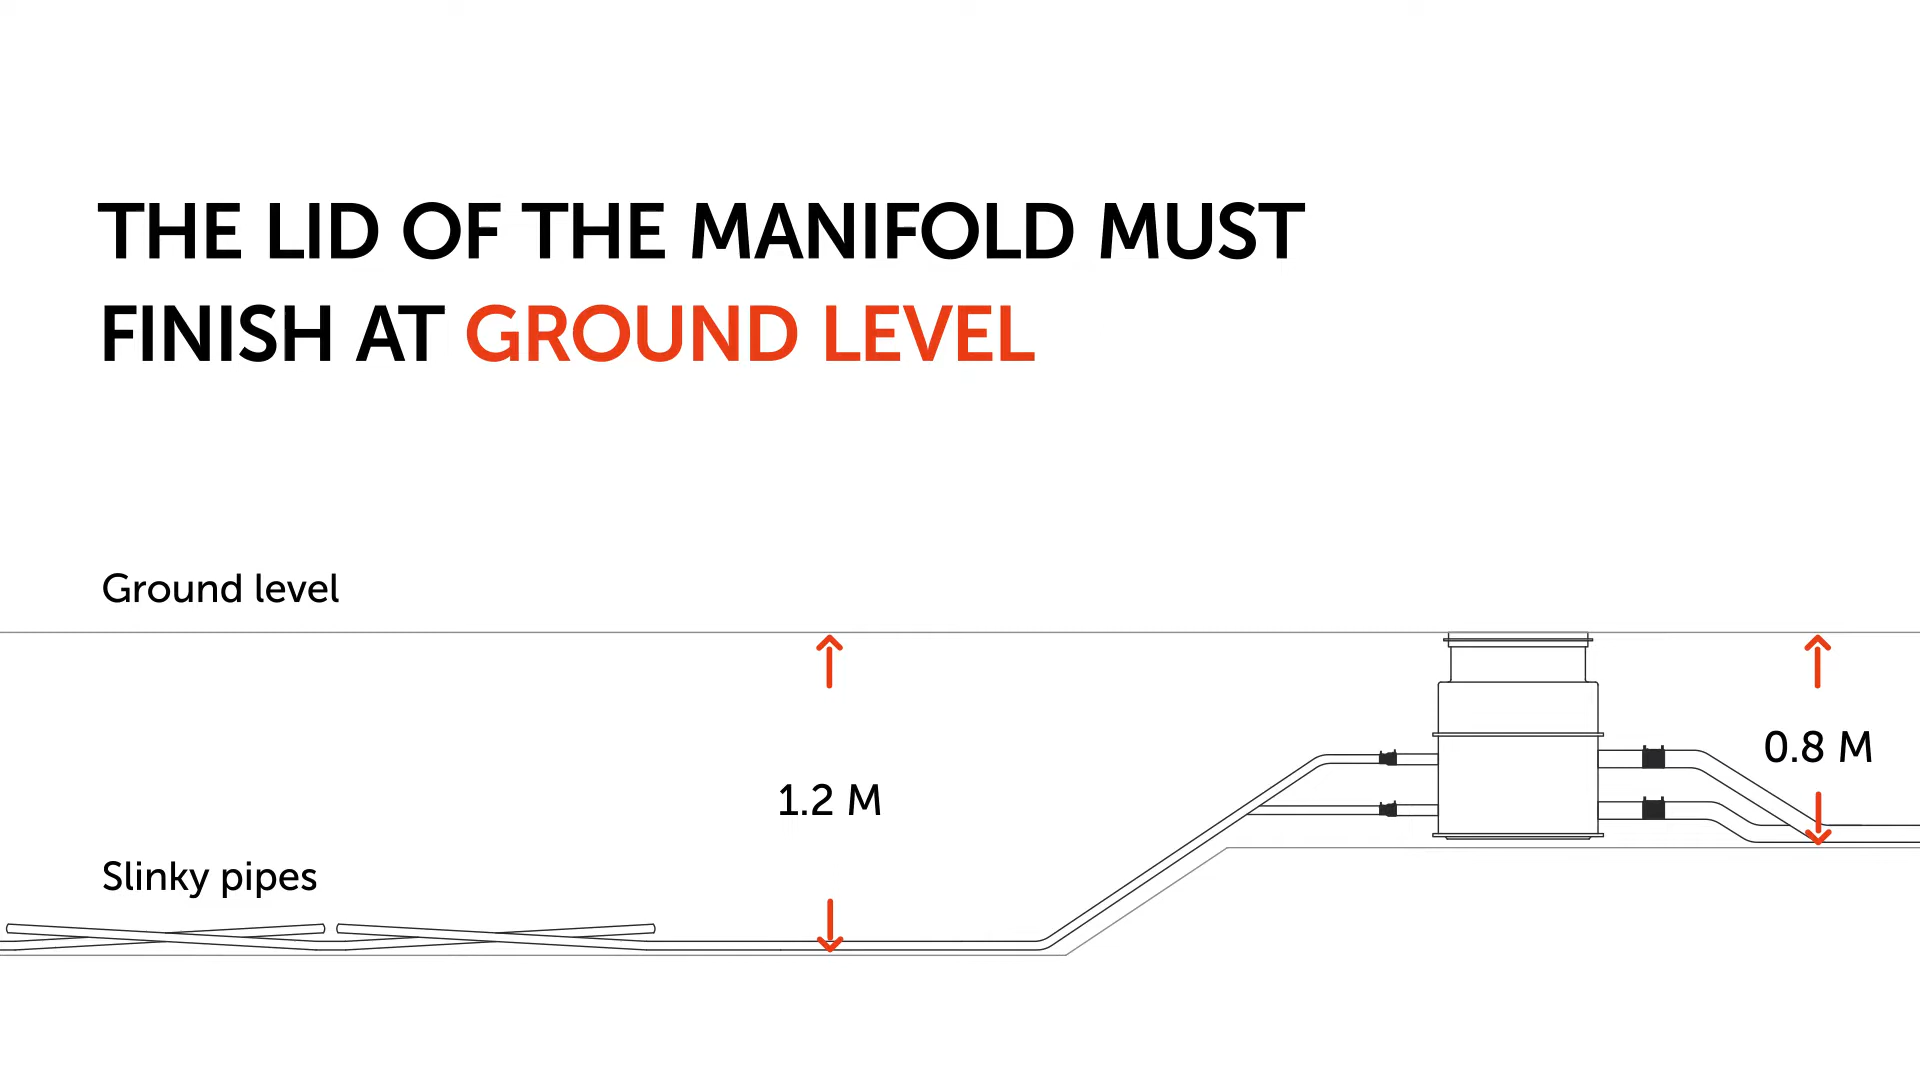 THE LID OF THE MANIFOLD MUST
FINISH AT GROUND LEVEL
Ground level
0.8 M
1.2 M
Slinky pipes